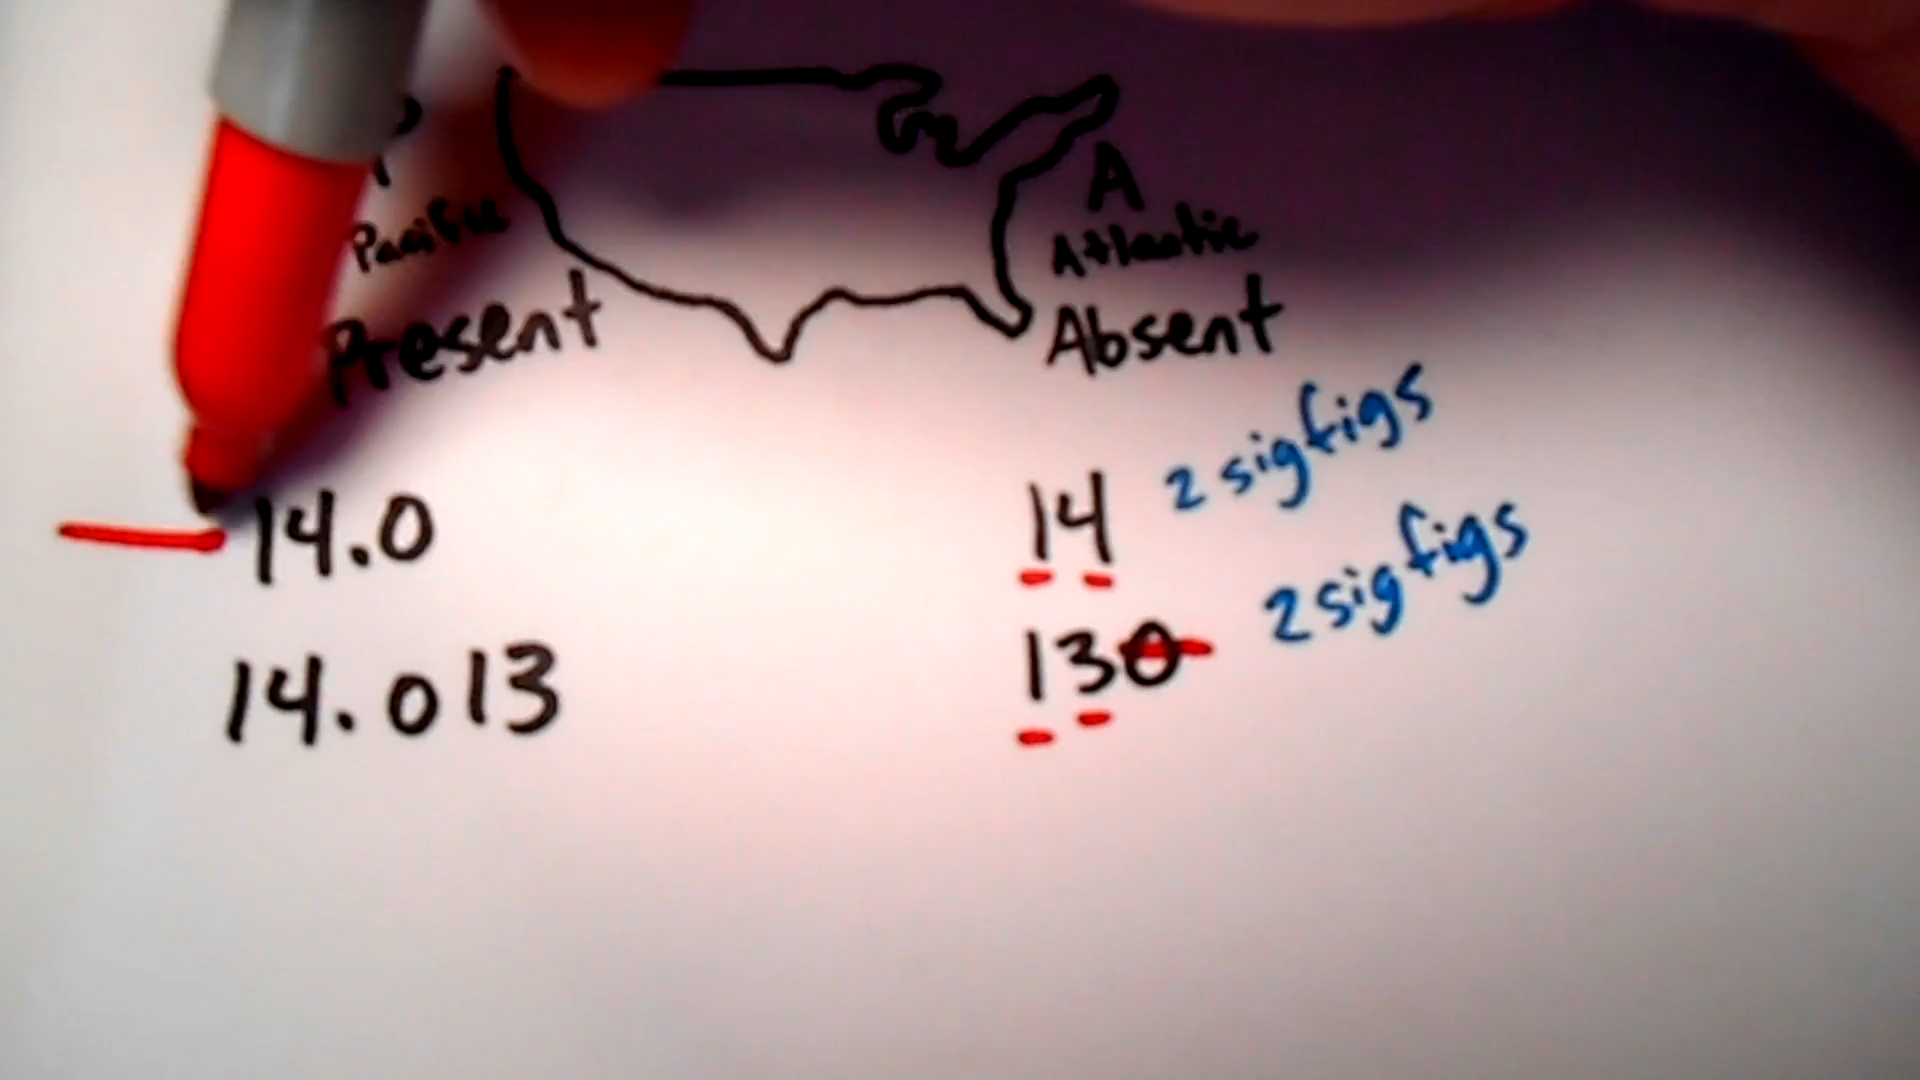 P
Pacific
Present
A
Atlantic
Absent
14.0
14.013
14 2 sigfigs
130 2 sigfigs